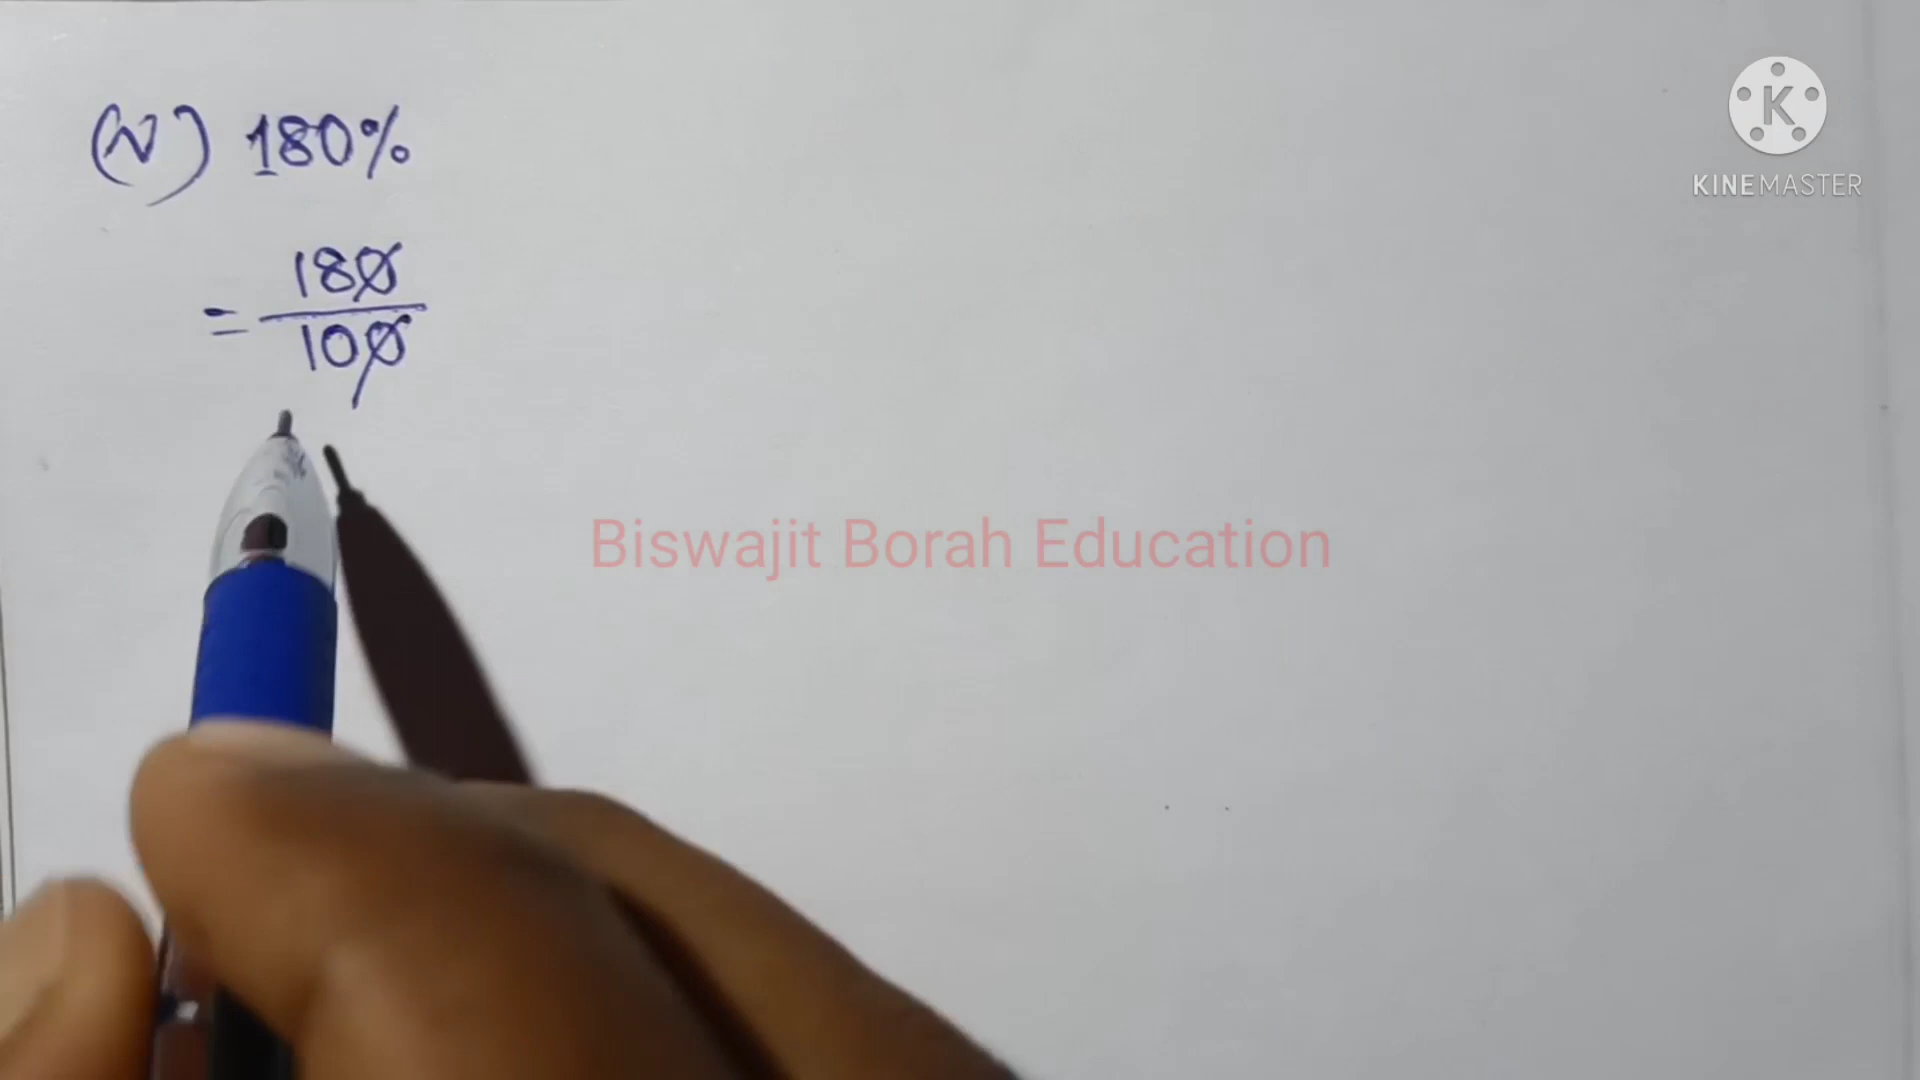 (v) 180%
= 180/100
KINEMASTER
Biswajit Borah Education